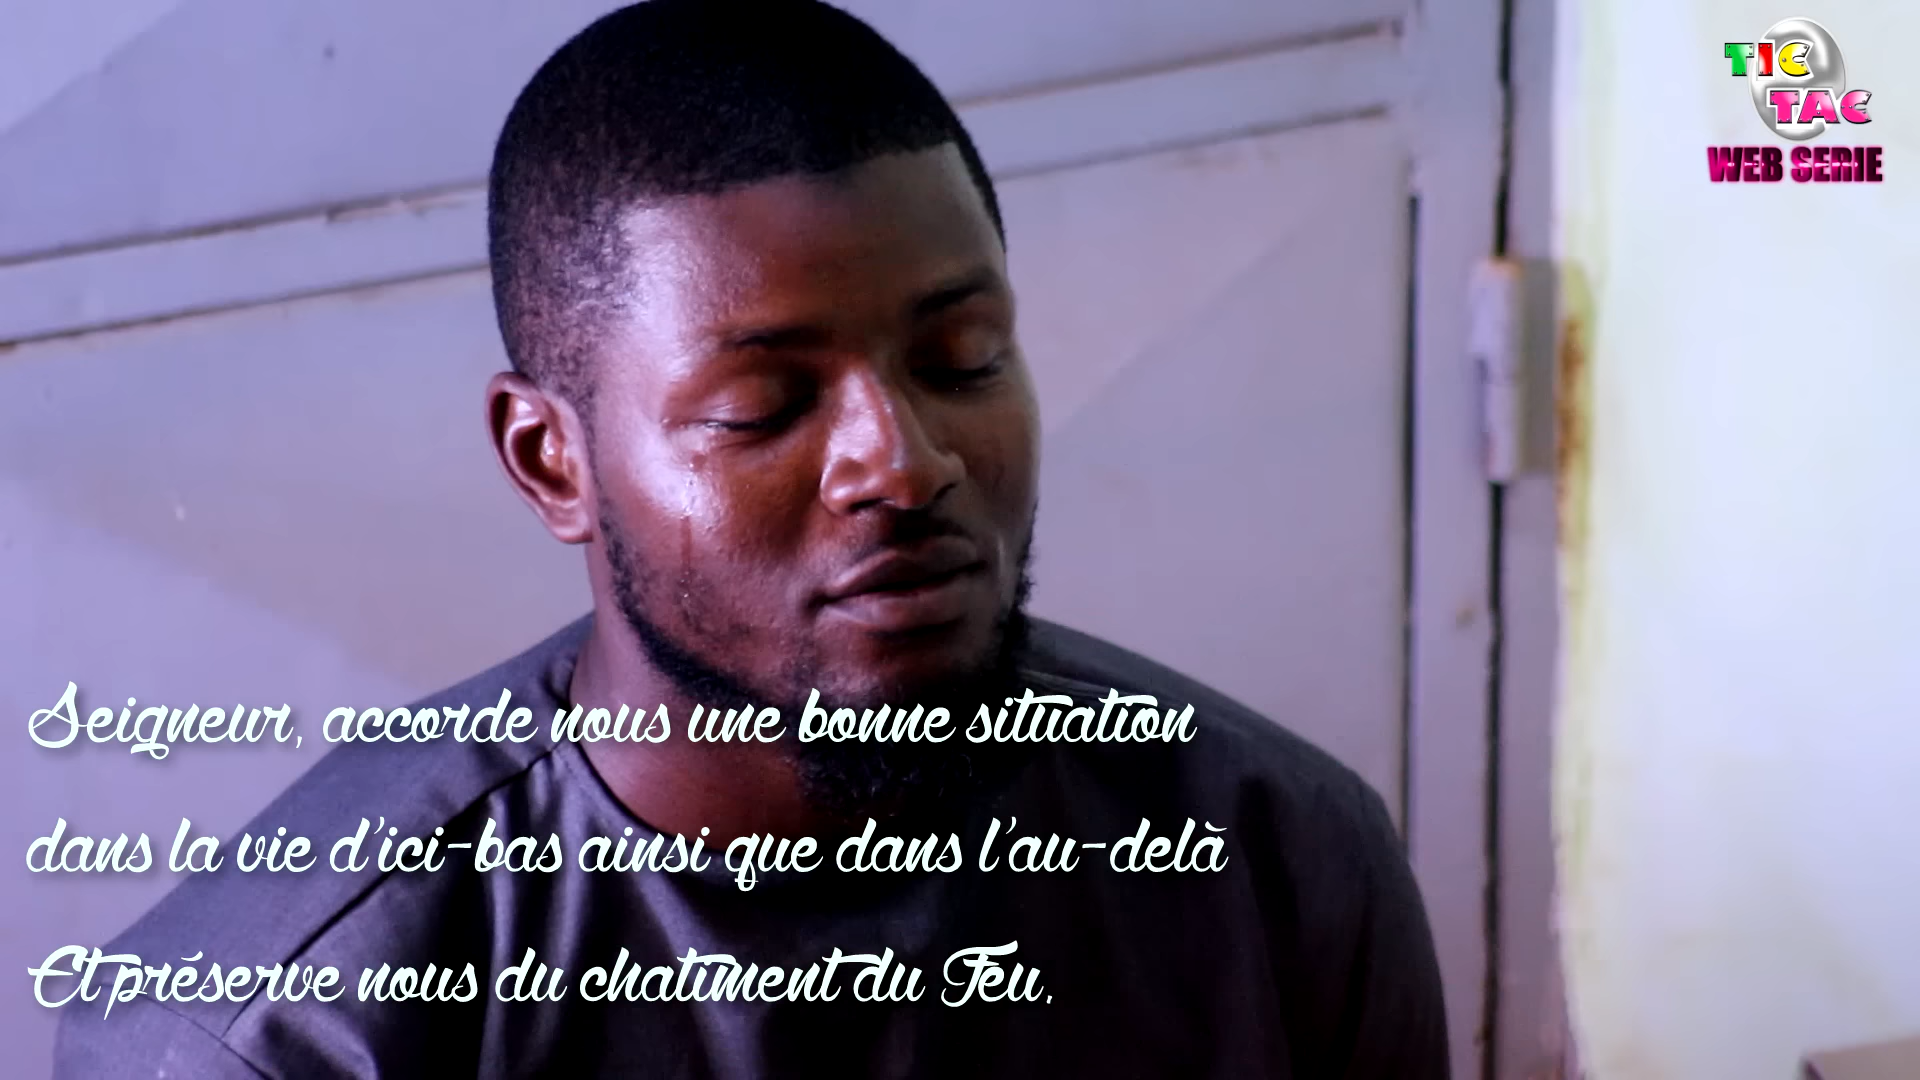 TIC
TAC
WEB SERIE
Seigneur, accorde nous une bonne situation
dans la vie d'ici-bas ainsi que dans l'au-delà
Et préserve nous du chatiment du Feu.